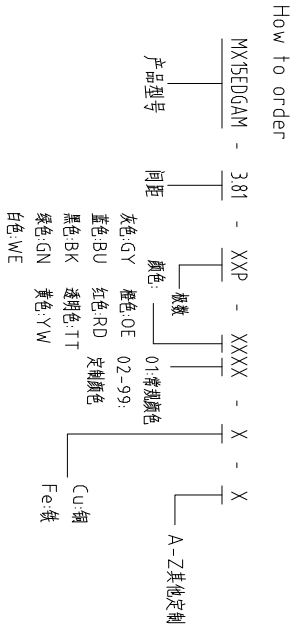 How to order
MX15EDGAM - 3.81 - XXP - XXXX - X - X
产品型号
间距
极数
颜色:
灰色:GY 橙色:OE
蓝色:BU 红色:RD
黑色:BK 透明色:TT
绿色:GN 黄色:YW
白色:WE
01:常规颜色
02-99:
定制颜色
Cu:铜
Fe:铁
A-Z其他定制